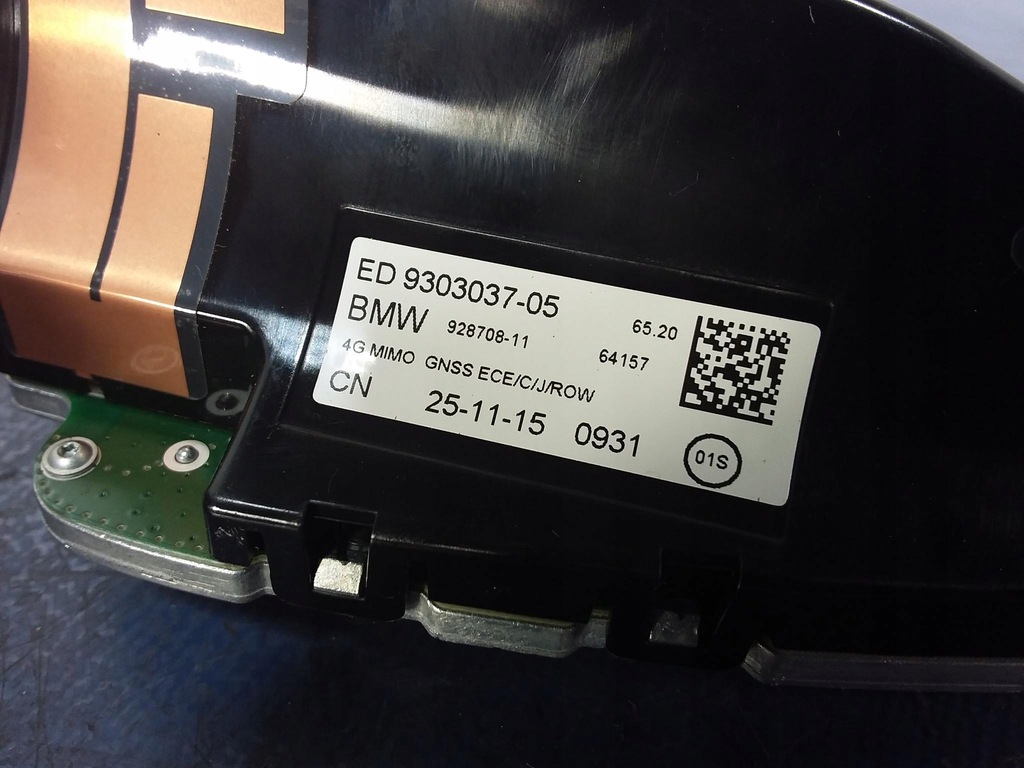 ED 9303037-05
BMW 928708-11 65.20
4G MIMO GNSS ECE/C/J/ROW 64157
CN 25-11-15 0931 01S